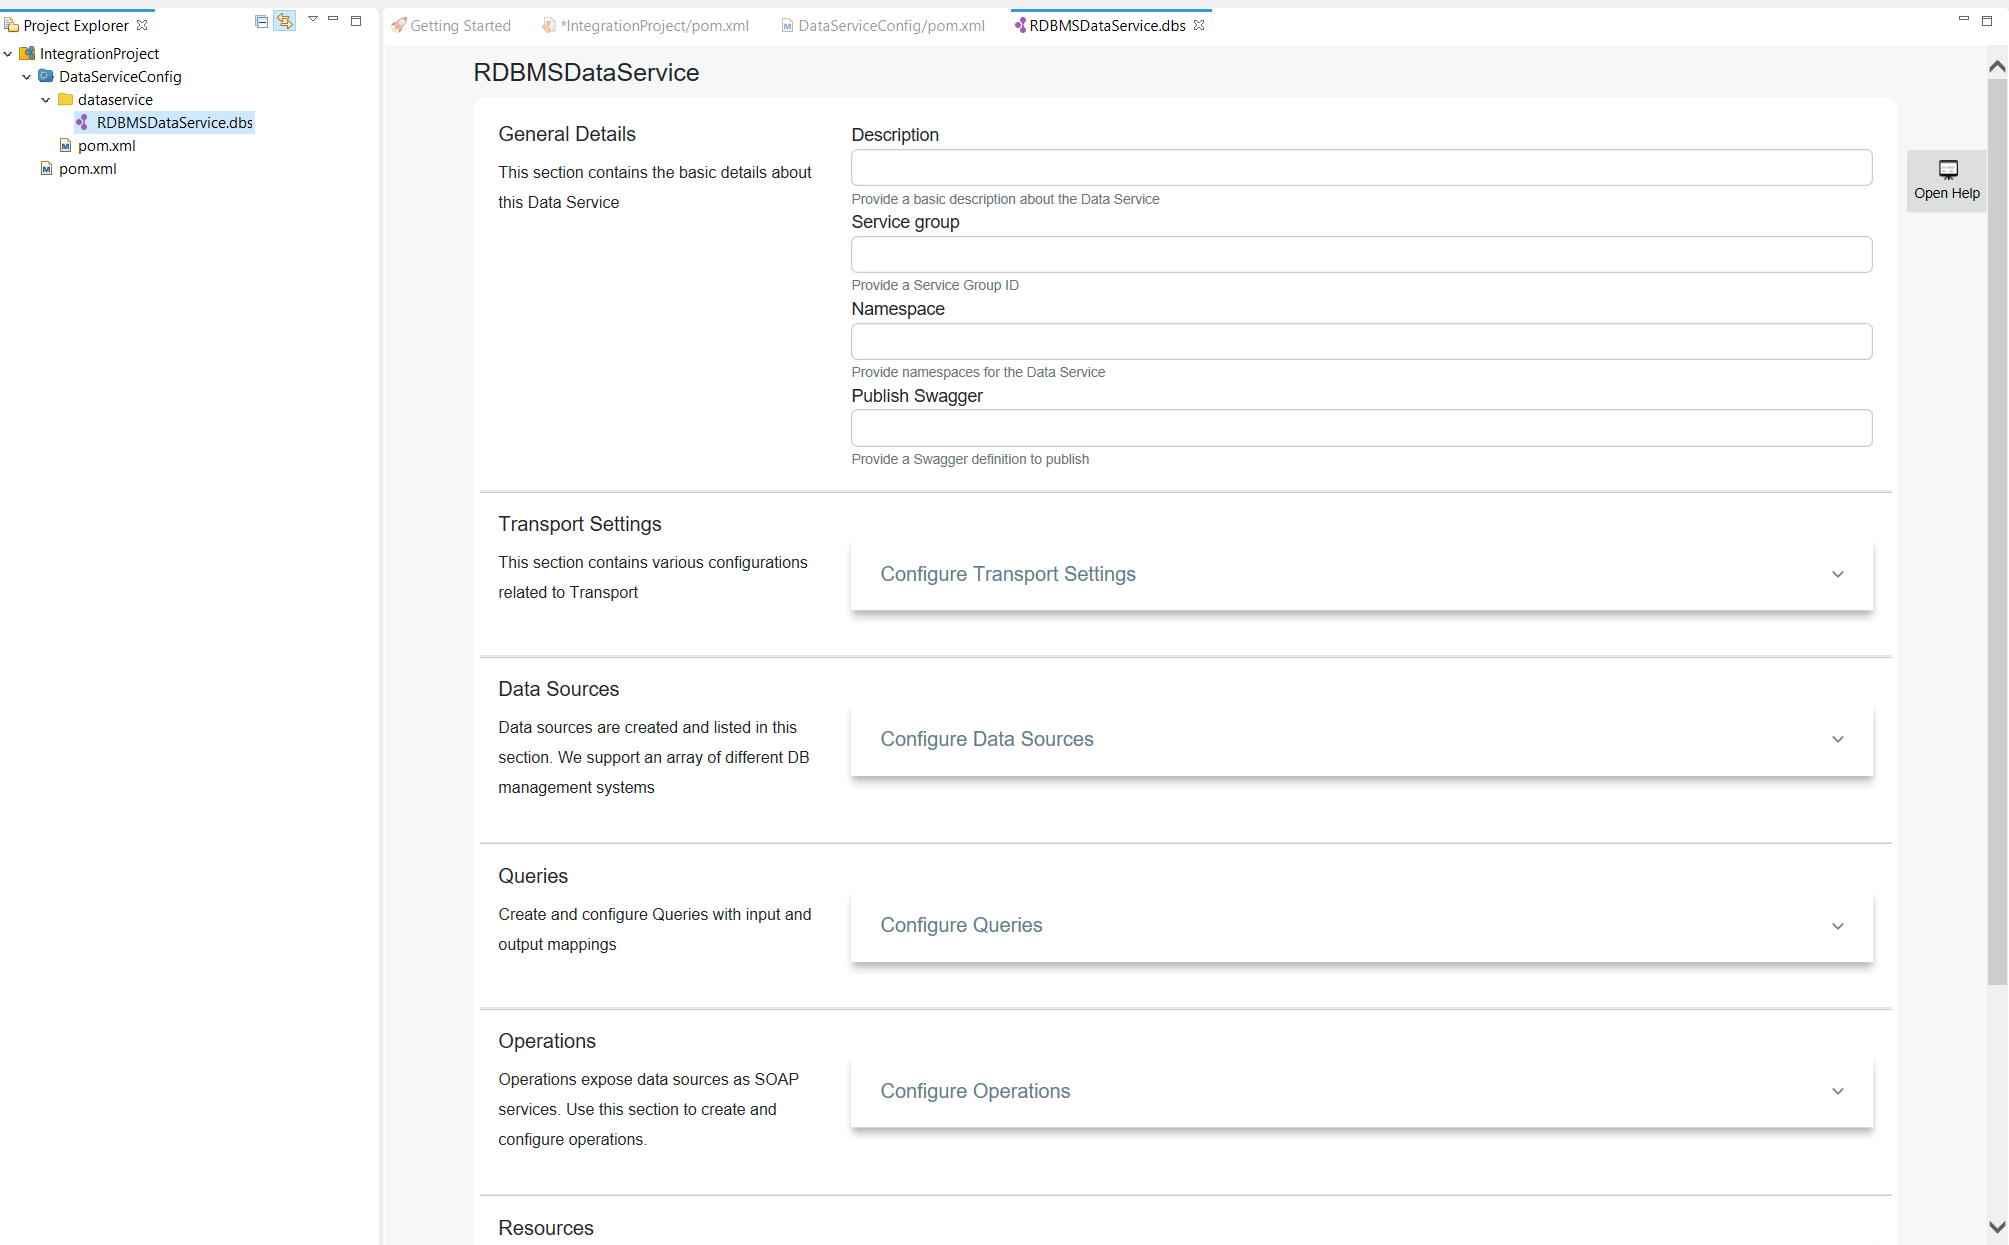 Project Explorer
Getting Started
*IntegrationProject/pom.xml
DataServiceConfig/pom.xml
RDBMSDataService.dbs
IntegrationProject
DataServiceConfig
dataservice
RDBMSDataService.dbs
pom.xml
pom.xml
RDBMSDataService
General Details
This section contains the basic details about
this Data Service
Description
Provide a basic description about the Data Service
Service group
Provide a Service Group ID
Namespace
Provide namespaces for the Data Service
Publish Swagger
Provide a Swagger definition to publish
Open Help
Transport Settings
This section contains various configurations
related to Transport
Configure Transport Settings
Data Sources
Data sources are created and listed in this
section. We support an array of different DB
management systems
Configure Data Sources
Queries
Create and configure Queries with input and
output mappings
Configure Queries
Operations
Operations expose data sources as SOAP
services. Use this section to create and
configure operations.
Configure Operations
Resources